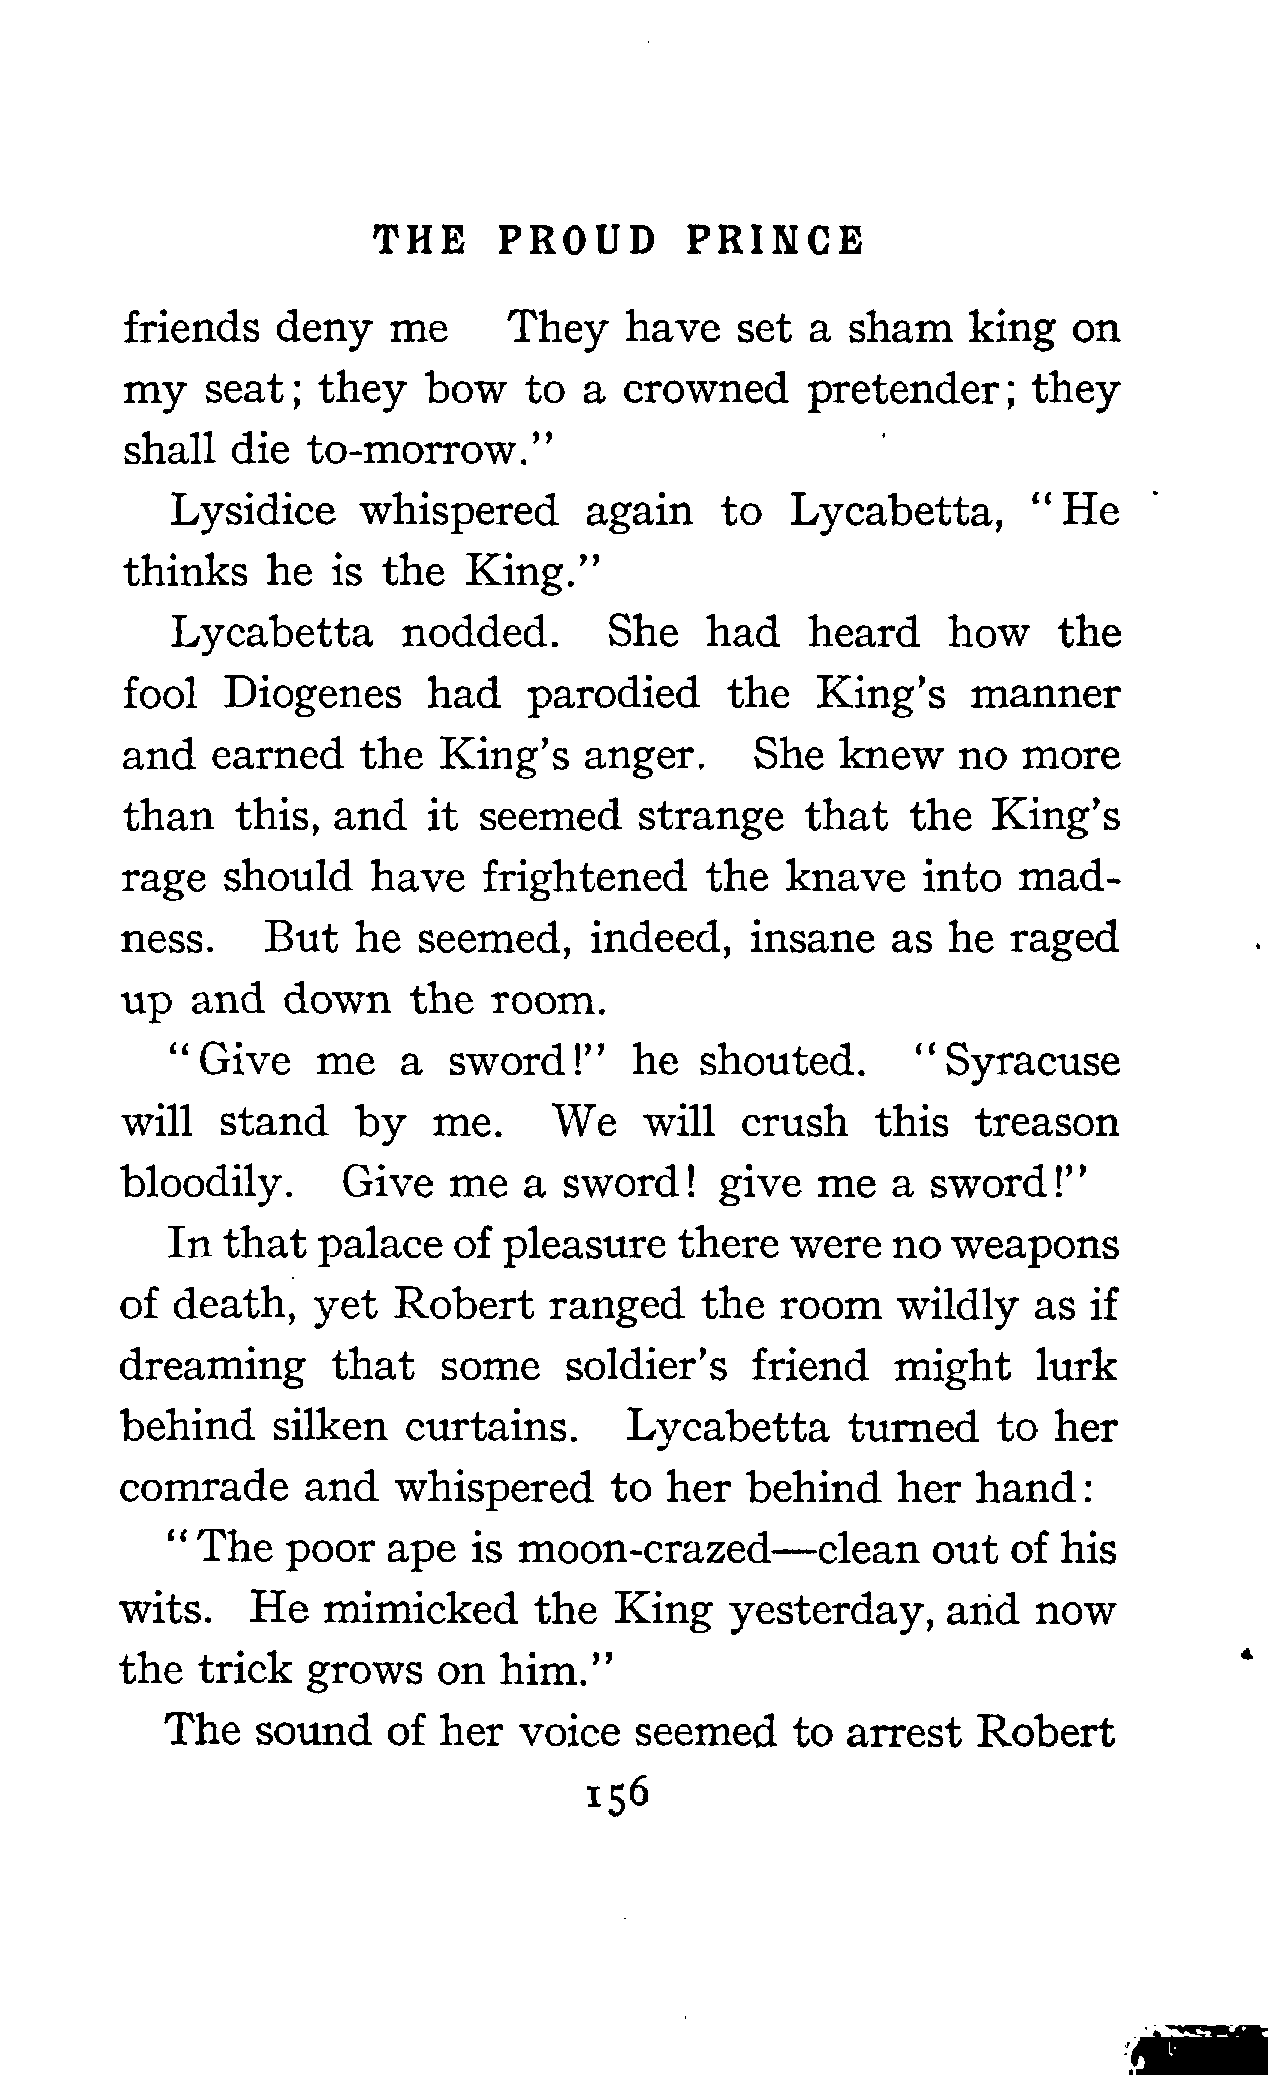 THE PROUD PRINCE
friends deny me They have set a sham king on
my seat; they bow to a crowned pretender; they
shall die to-morrow."
Lysidice whispered again to Lycabetta, "He
thinks he is the King."
Lycabetta nodded. She had heard how the
fool Diogenes had parodied the King's manner
and earned the King's anger. She knew no more
than this, and it seemed strange that the King's
rage should have frightened the knave into mad-
ness. But he seemed, indeed, insane as he raged
up and down the room.
"Give me a sword!" he shouted. "Syracuse
will stand by me. We will crush this treason
bloodily. Give me a sword! give me a sword!"
In that palace of pleasure there were no weapons
of death, yet Robert ranged the room wildly as if
dreaming that some soldier's friend might lurk
behind silken curtains. Lycabetta turned to her
comrade and whispered to her behind her hand:
"The poor ape is moon-crazed—clean out of his
wits. He mimicked the King yesterday, and now
the trick grows on him."
The sound of her voice seemed to arrest Robert
156